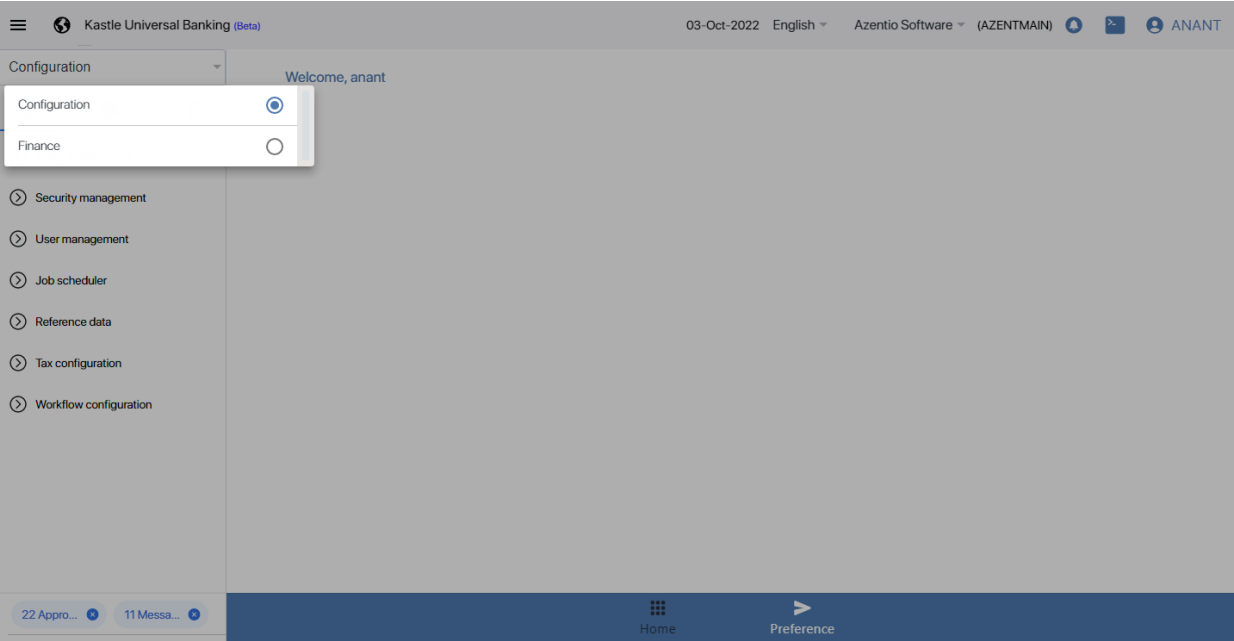 Kastle Universal Banking (Beta) 03-Oct-2022 English Azentio Software (AZENTMAIN) ANANT
Configuration
Welcome, anant
Configuration
Finance
Security management
User management
Job scheduler
Reference data
Tax configuration
Workflow configuration
22 Appro... 11 Messa...
Home Preference